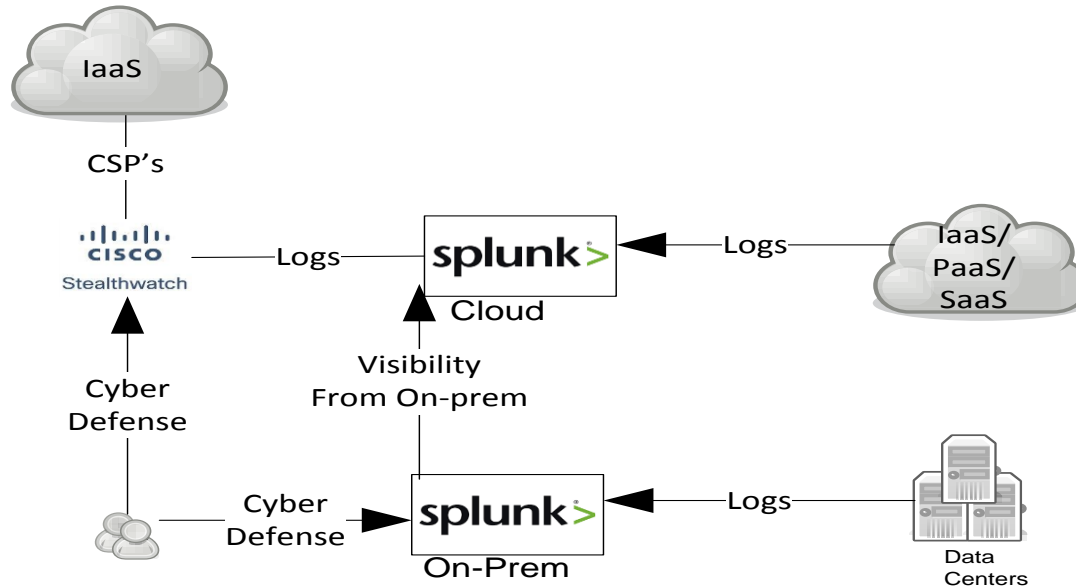 IaaS
CSP's
CISCO
Stealthwatch
Logs
splunk>
Cloud
Logs
IaaS/
PaaS/
SaaS
Cyber
Defense
Visibility
From On-prem
Cyber
Defense
splunk>
On-Prem
Logs
Data
Centers